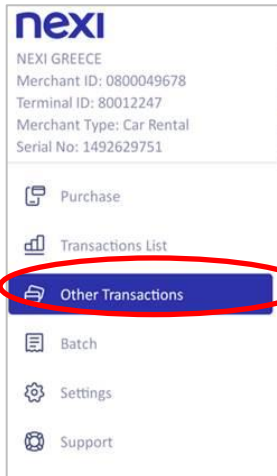 nexi
NEXI GREECE
Merchant ID: 0800049678
Terminal ID: 80012247
Merchant Type: Car Rental
Serial No: 1492629751
Purchase
Transactions List
Other Transactions
Batch
Settings
Support